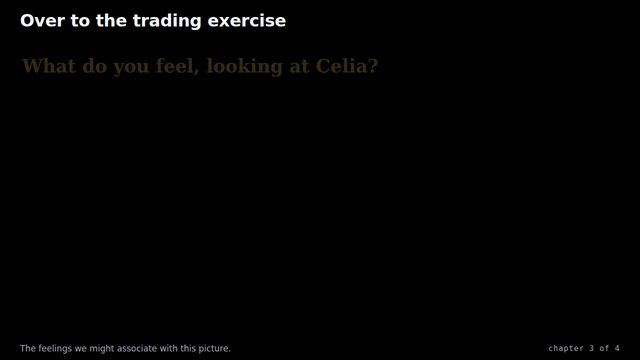 Over to the trading exercise
What do you feel, looking at Celia?
The feelings we might associate with this picture.
chapter 3 of 4